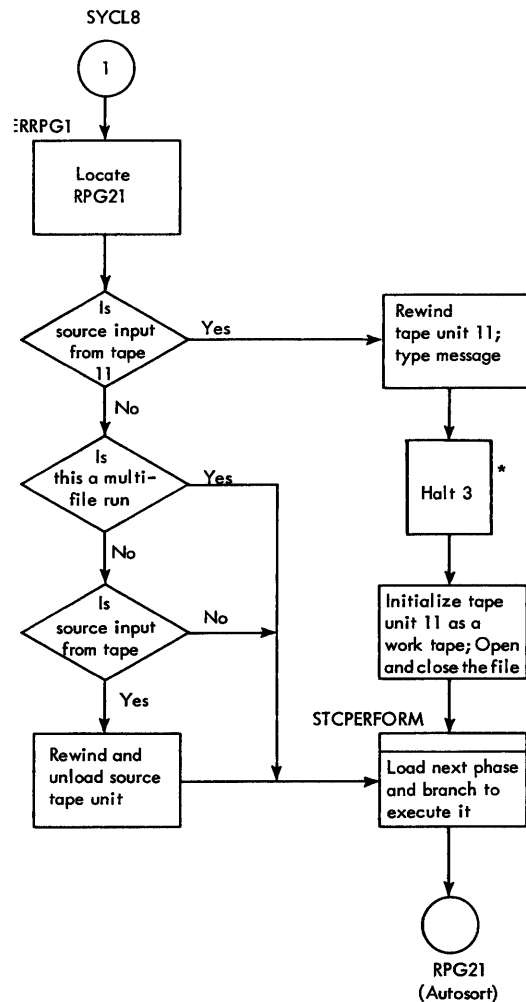 SYCL8
1
ERRPG1
Locate
RPG21
Is
source input
from tape
11
Yes
Rewind
tape unit 11;
type message
No
Is
this a multi-
file run
Yes
Halt 3
*
No
Is
source input
from tape
No
Initialize tape
unit 11 as a
work tape; Open
and close the file
Yes
STCPERFORM
Rewind and
unload source
tape unit
Load next phase
and branch to
execute it
RPG21
(Autosort)